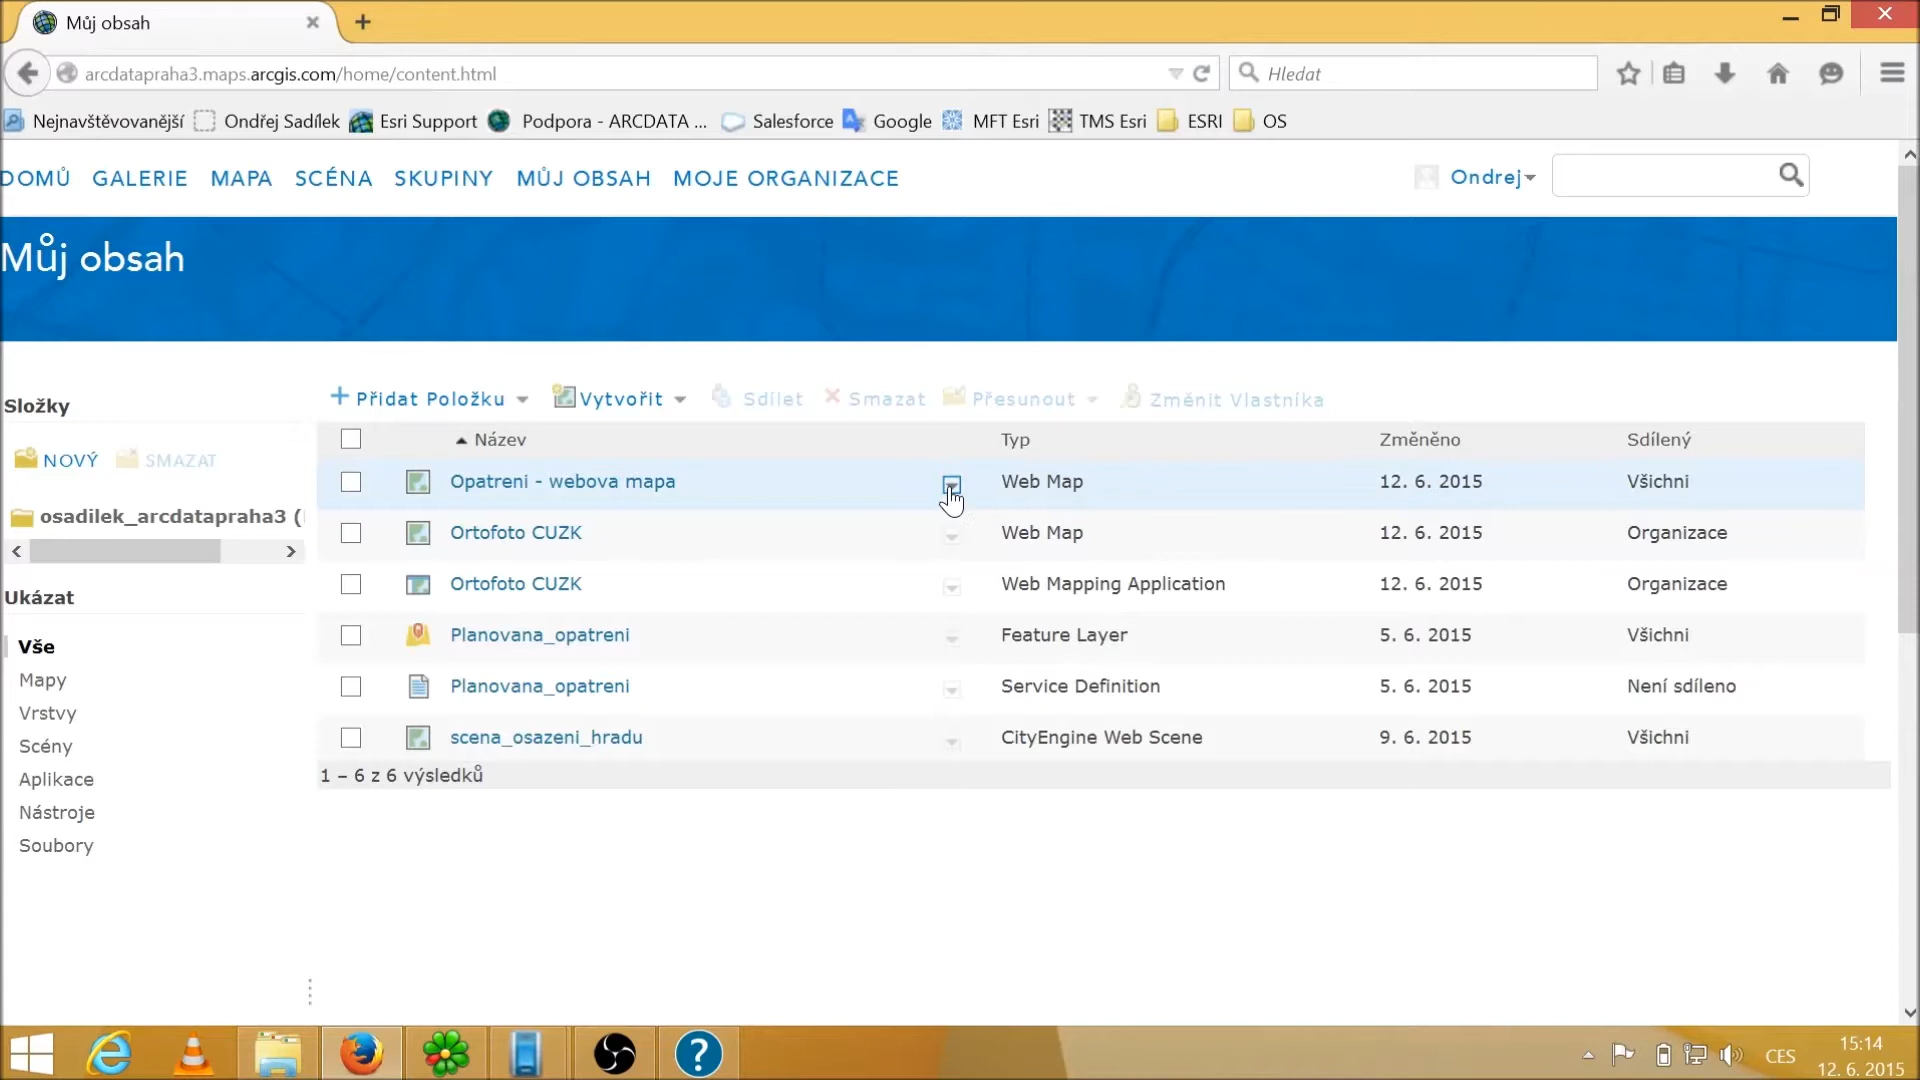 Můj obsah
arcdatapraha3.maps.arcgis.com/home/content.html
Hledat
Nejnavštěvovanější Ondřej Sadílek Esri Support Podpora - ARCDATA ... Salesforce Google MFT Esri TMS Esri ESRI OS
DOMŮ GALERIE MAPA SCÉNA SKUPINY MŮJ OBSAH MOJE ORGANIZACE Ondrej
Můj obsah
Přidat Položku Vytvořit Sdílet Smazat Přesunout Změnit Vlastníka
Složky
NOVÝ SMAZAT
osadilek_arcdatapraha3 (
Ukázat
Vše
Mapy
Vrstvy
Scény
Aplikace
Nástroje
Soubory
Název Typ Změněno Sdílený
Opatreni - webova mapa Web Map 12. 6. 2015 Všichni
Ortofoto CUZK Web Map 12. 6. 2015 Organizace
Ortofoto CUZK Web Mapping Application 12. 6. 2015 Organizace
Planovana_opatreni Feature Layer 5. 6. 2015 Všichni
Planovana_opatreni Service Definition 5. 6. 2015 Není sdíleno
scena_osazeni_hradu CityEngine Web Scene 9. 6. 2015 Všichni
1 – 6 z 6 výsledků
CES
15:14
12. 6. 2015